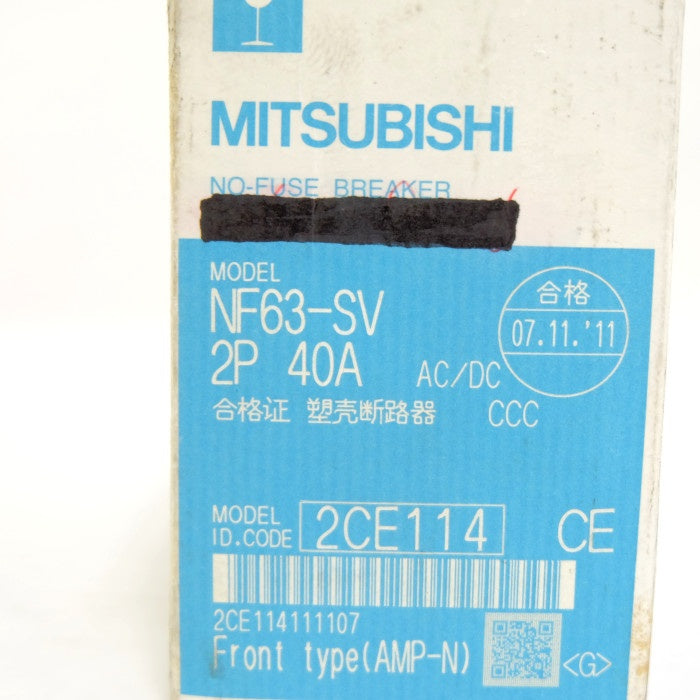 MITSUBISHI
NO-FUSE BREAKER
MODEL
NF63-SV
2P 40A AC/DC
合格
07.11.'11
合格证 塑壳断路器 CCC
MODEL
ID.CODE 2CE114 CE
2CE114111107
Front type(AMP-N) <G>